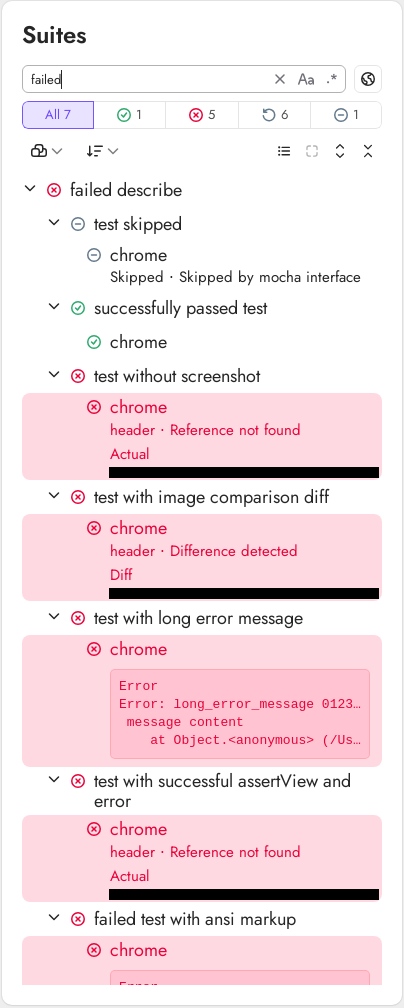 Suites
failed
Aa .*
All 7 1 5 6 1
failed describe
test skipped
chrome
Skipped · Skipped by mocha interface
successfully passed test
chrome
test without screenshot
chrome
header · Reference not found
Actual
test with image comparison diff
chrome
header · Difference detected
Diff
test with long error message
chrome
Error
Error: long_error_message 0123…
message content
at Object.<anonymous> (/Us…
test with successful assertView and
error
chrome
header · Reference not found
Actual
failed test with ansi markup
chrome
Error